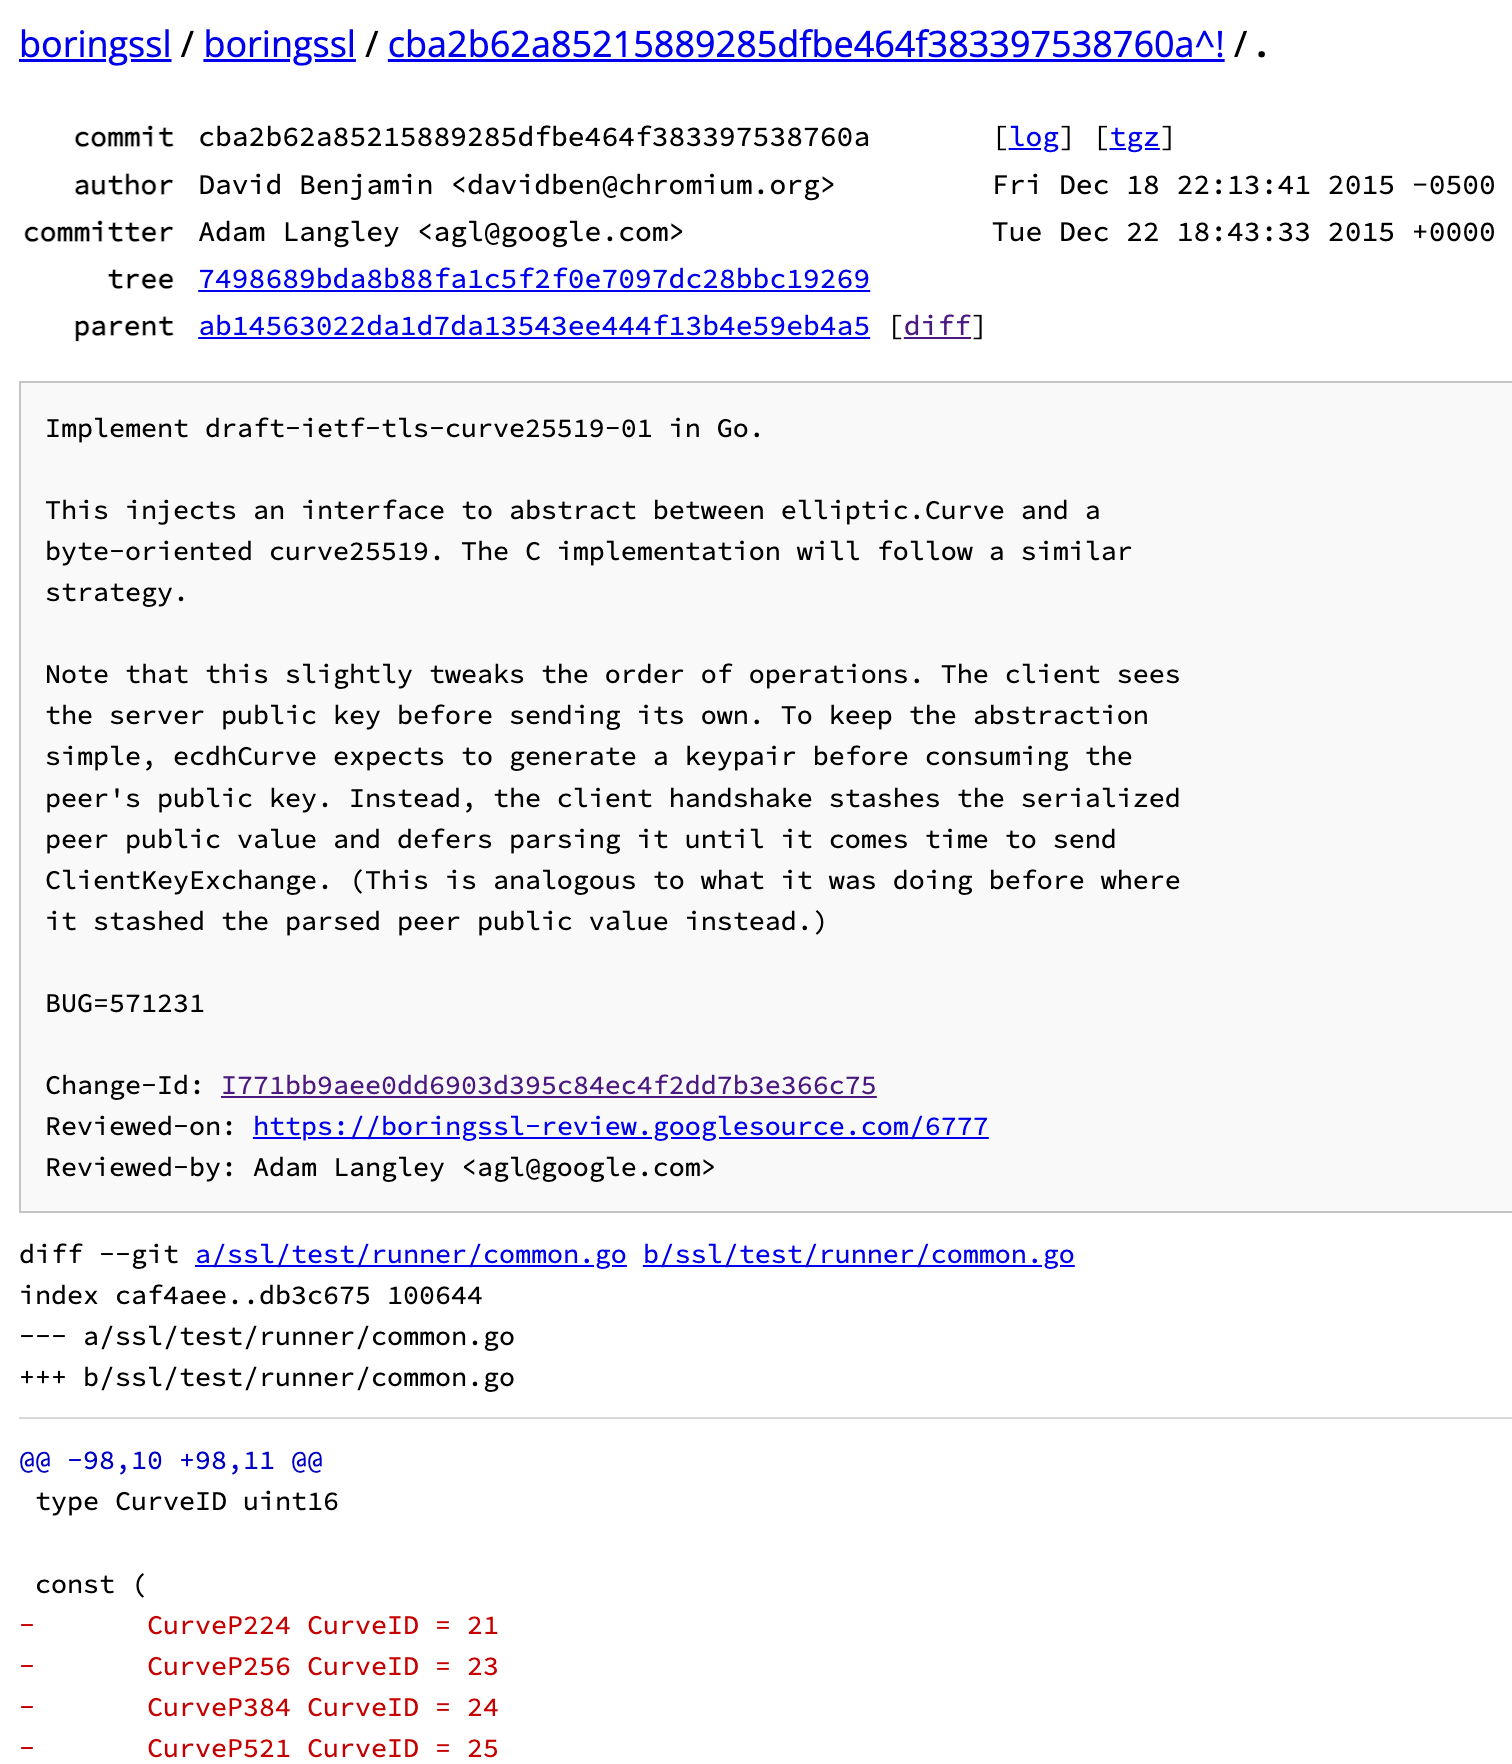 boringssl / boringssl / cba2b62a85215889285dfbe464f383397538760a^! / .
commit cba2b62a85215889285dfbe464f383397538760a [log] [tgz]
author David Benjamin <davidben@chromium.org> Fri Dec 18 22:13:41 2015 -0500
committer Adam Langley <agl@google.com> Tue Dec 22 18:43:33 2015 +0000
tree 7498689bda8b88fa1c5f2f0e7097dc28bbc19269
parent ab14563022da1d7da13543ee444f13b4e59eb4a5 [diff]
Implement draft-ietf-tls-curve25519-01 in Go.
This injects an interface to abstract between elliptic.Curve and a
byte-oriented curve25519. The C implementation will follow a similar
strategy.
Note that this slightly tweaks the order of operations. The client sees
the server public key before sending its own. To keep the abstraction
simple, ecdhCurve expects to generate a keypair before consuming the
peer's public key. Instead, the client handshake stashes the serialized
peer public value and defers parsing it until it comes time to send
ClientKeyExchange. (This is analogous to what it was doing before where
it stashed the parsed peer public value instead.)
BUG=571231
Change-Id: I771bb9aee0dd6903d395c84ec4f2dd7b3e366c75
Reviewed-on: https://boringssl-review.googlesource.com/6777
Reviewed-by: Adam Langley <agl@google.com>
diff --git a/ssl/test/runner/common.go b/ssl/test/runner/common.go
index caf4aee..db3c675 100644
--- a/ssl/test/runner/common.go
+++ b/ssl/test/runner/common.go
@@ -98,10 +98,11 @@
type CurveID uint16
const (
- CurveP224 CurveID = 21
- CurveP256 CurveID = 23
- CurveP384 CurveID = 24
- CurveP521 CurveID = 25